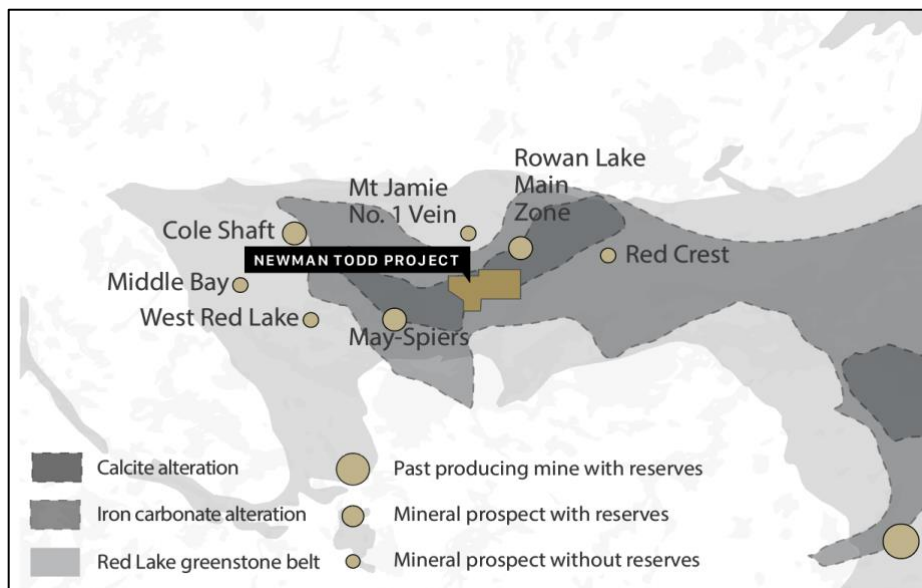 Rowan Lake
Main
Zone
Mt Jamie
No. 1 Vein
Cole Shaft
Red Crest
NEWMAN TODD PROJECT
Middle Bay
West Red Lake
May-Spiers
Calcite alteration
Past producing mine with reserves
Iron carbonate alteration
Mineral prospect with reserves
Red Lake greenstone belt
Mineral prospect without reserves